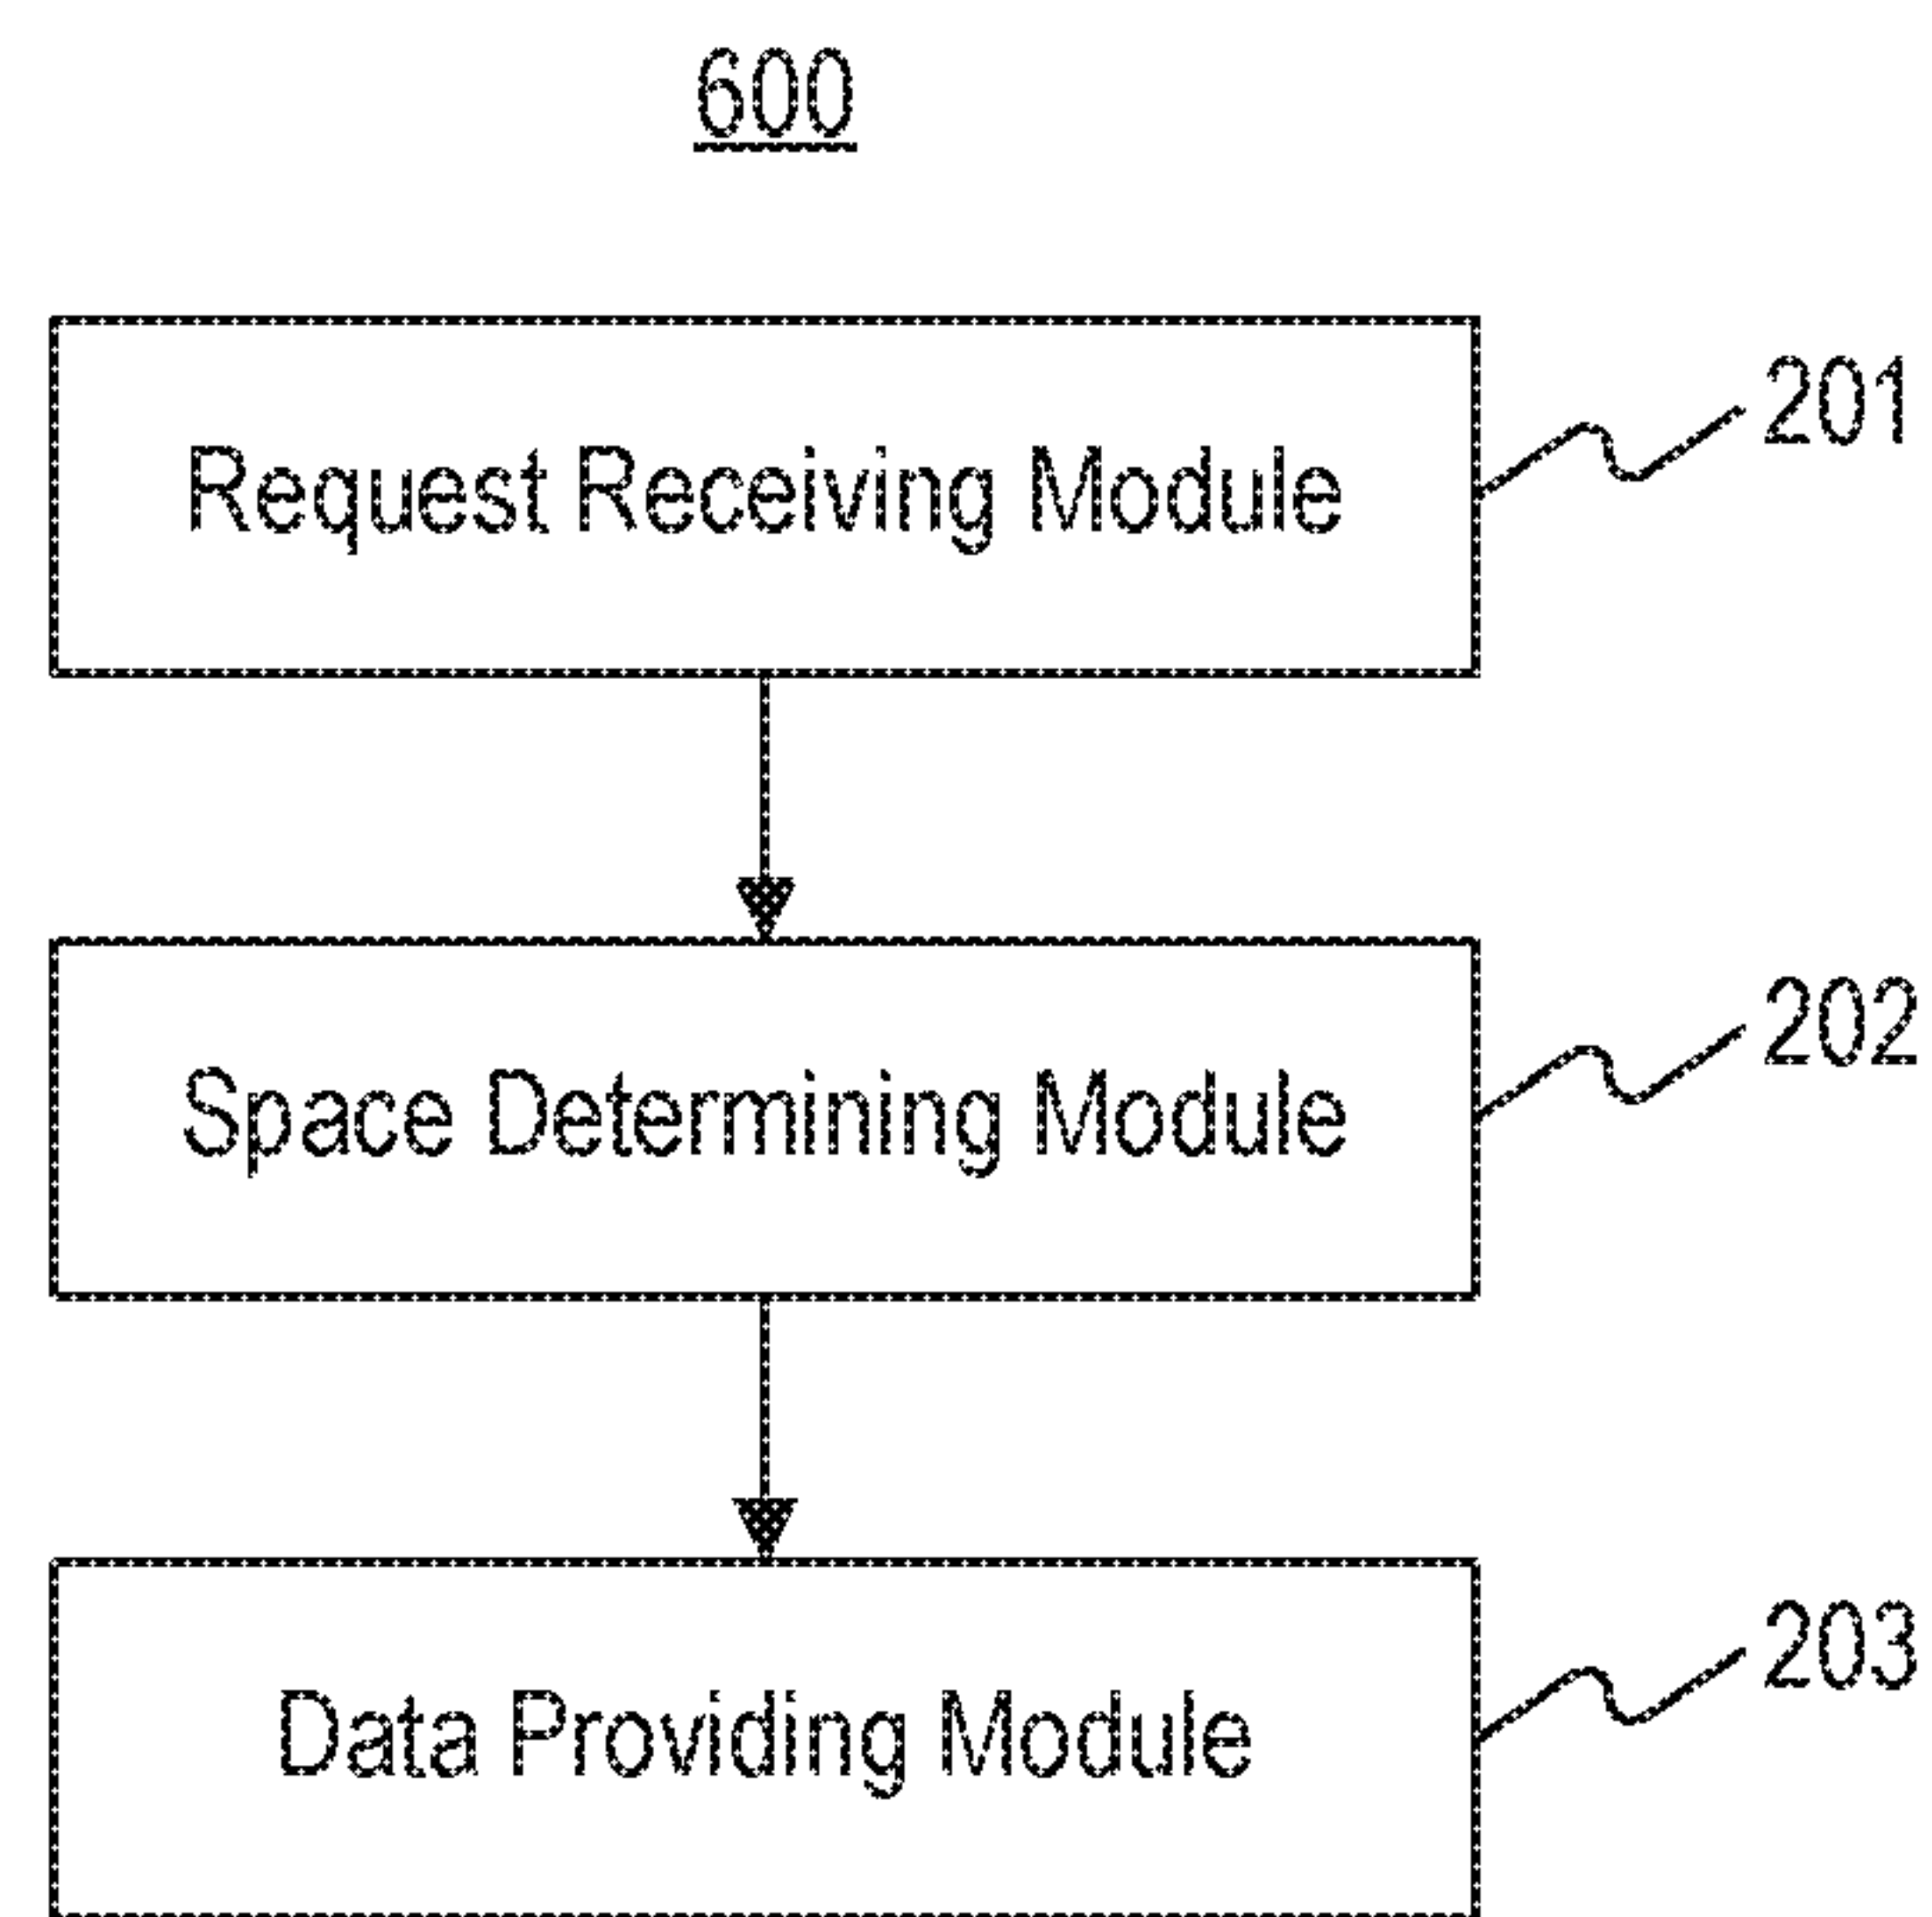 600
Request Receiving Module
201
Space Determining Module
202
Data Providing Module
203